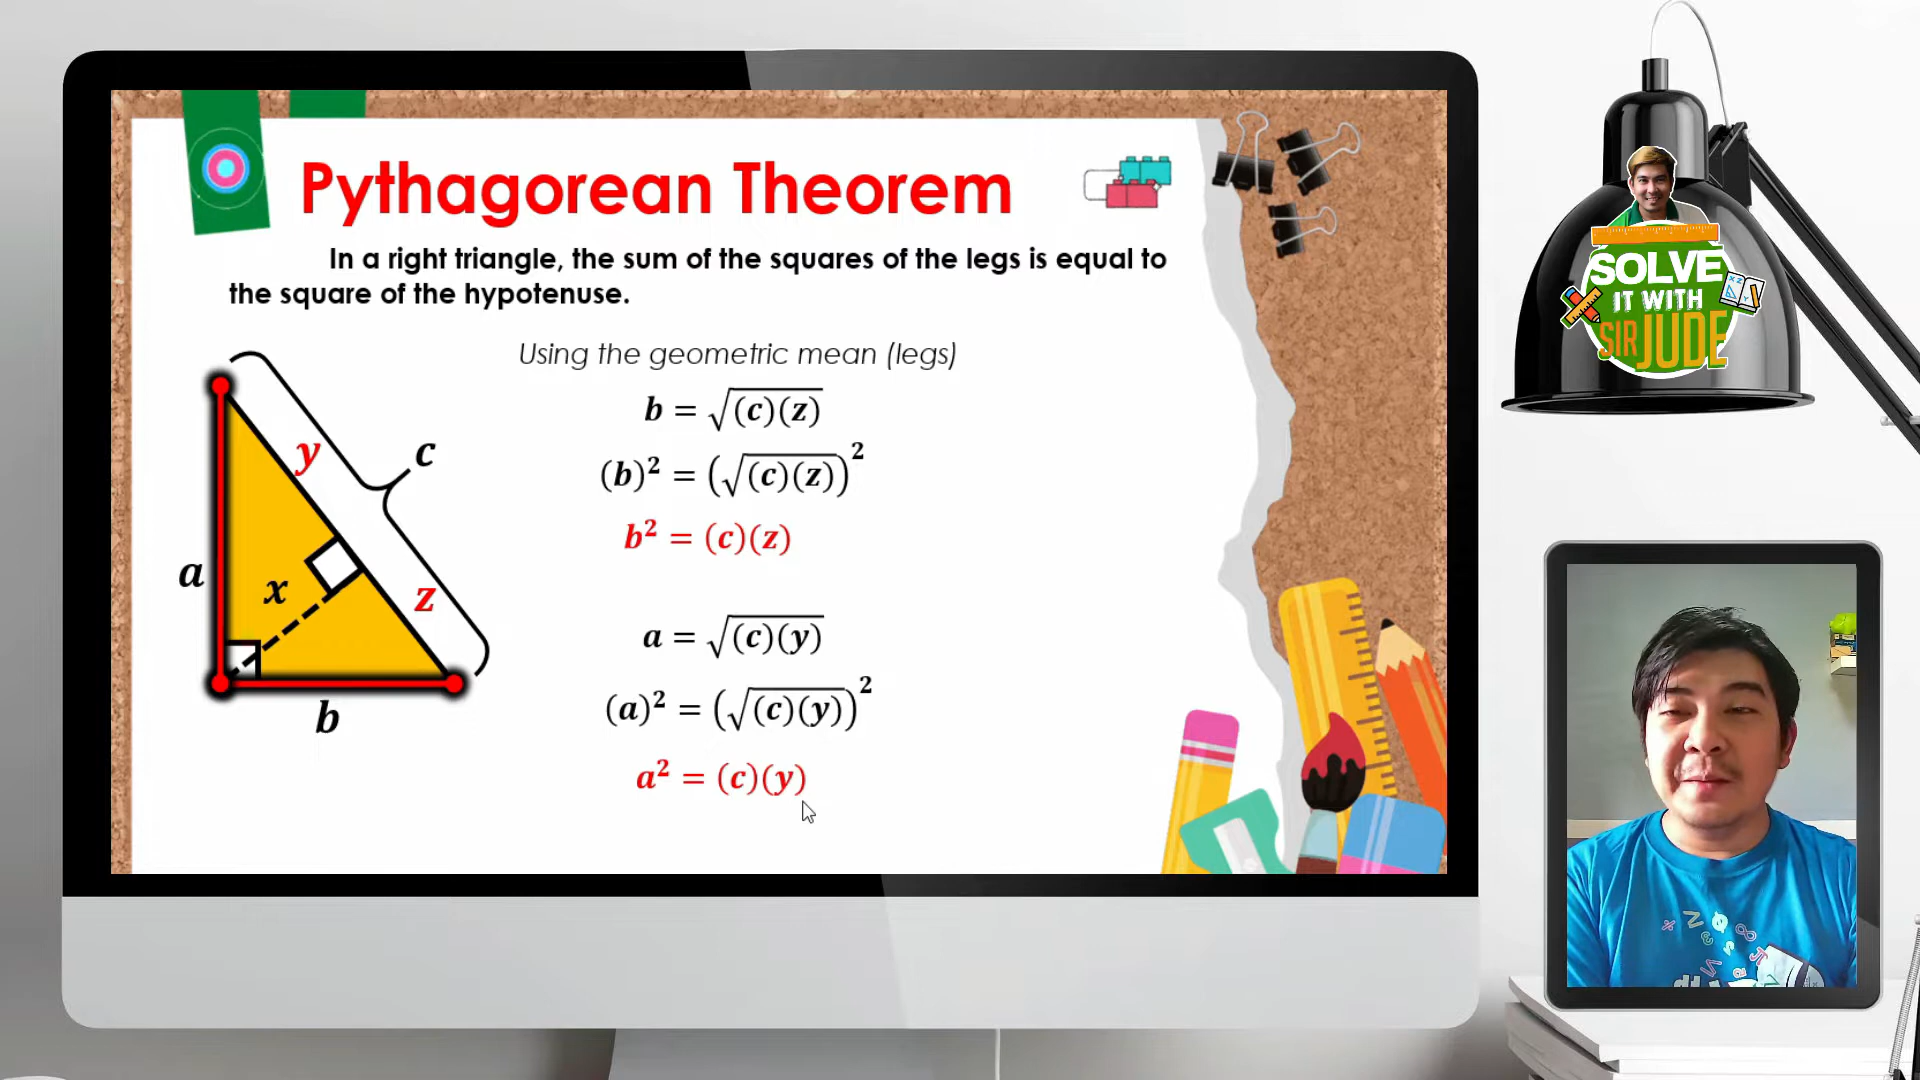 Pythagorean Theorem
In a right triangle, the sum of the squares of the legs is equal to
the square of the hypotenuse.
Using the geometric mean (legs)
b = √(c)(z)
(b)² = (√(c)(z))²
b² = (c)(z)
a = √(c)(y)
(a)² = (√(c)(y))²
a² = (c)(y)
y
c
a
x
z
b
SOLVE
IT WITH
SIR JUDE